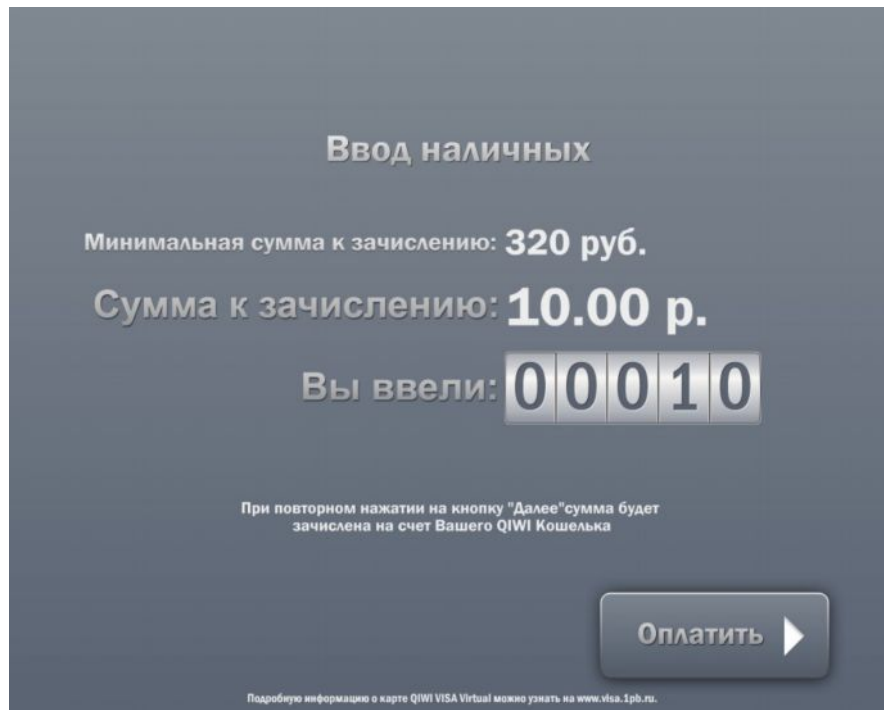 Ввод наличных
Минимальная сумма к зачислению: 320 руб.
Сумма к зачислению: 10.00 р.
Вы ввели: 00010
При повторном нажатии на кнопку "Далее"сумма будет
зачислена на счет Вашего QIWI Кошелька
Оплатить
Подробную информацию о карте QIWI VISA Virtual можно узнать на www.visa.1pb.ru.